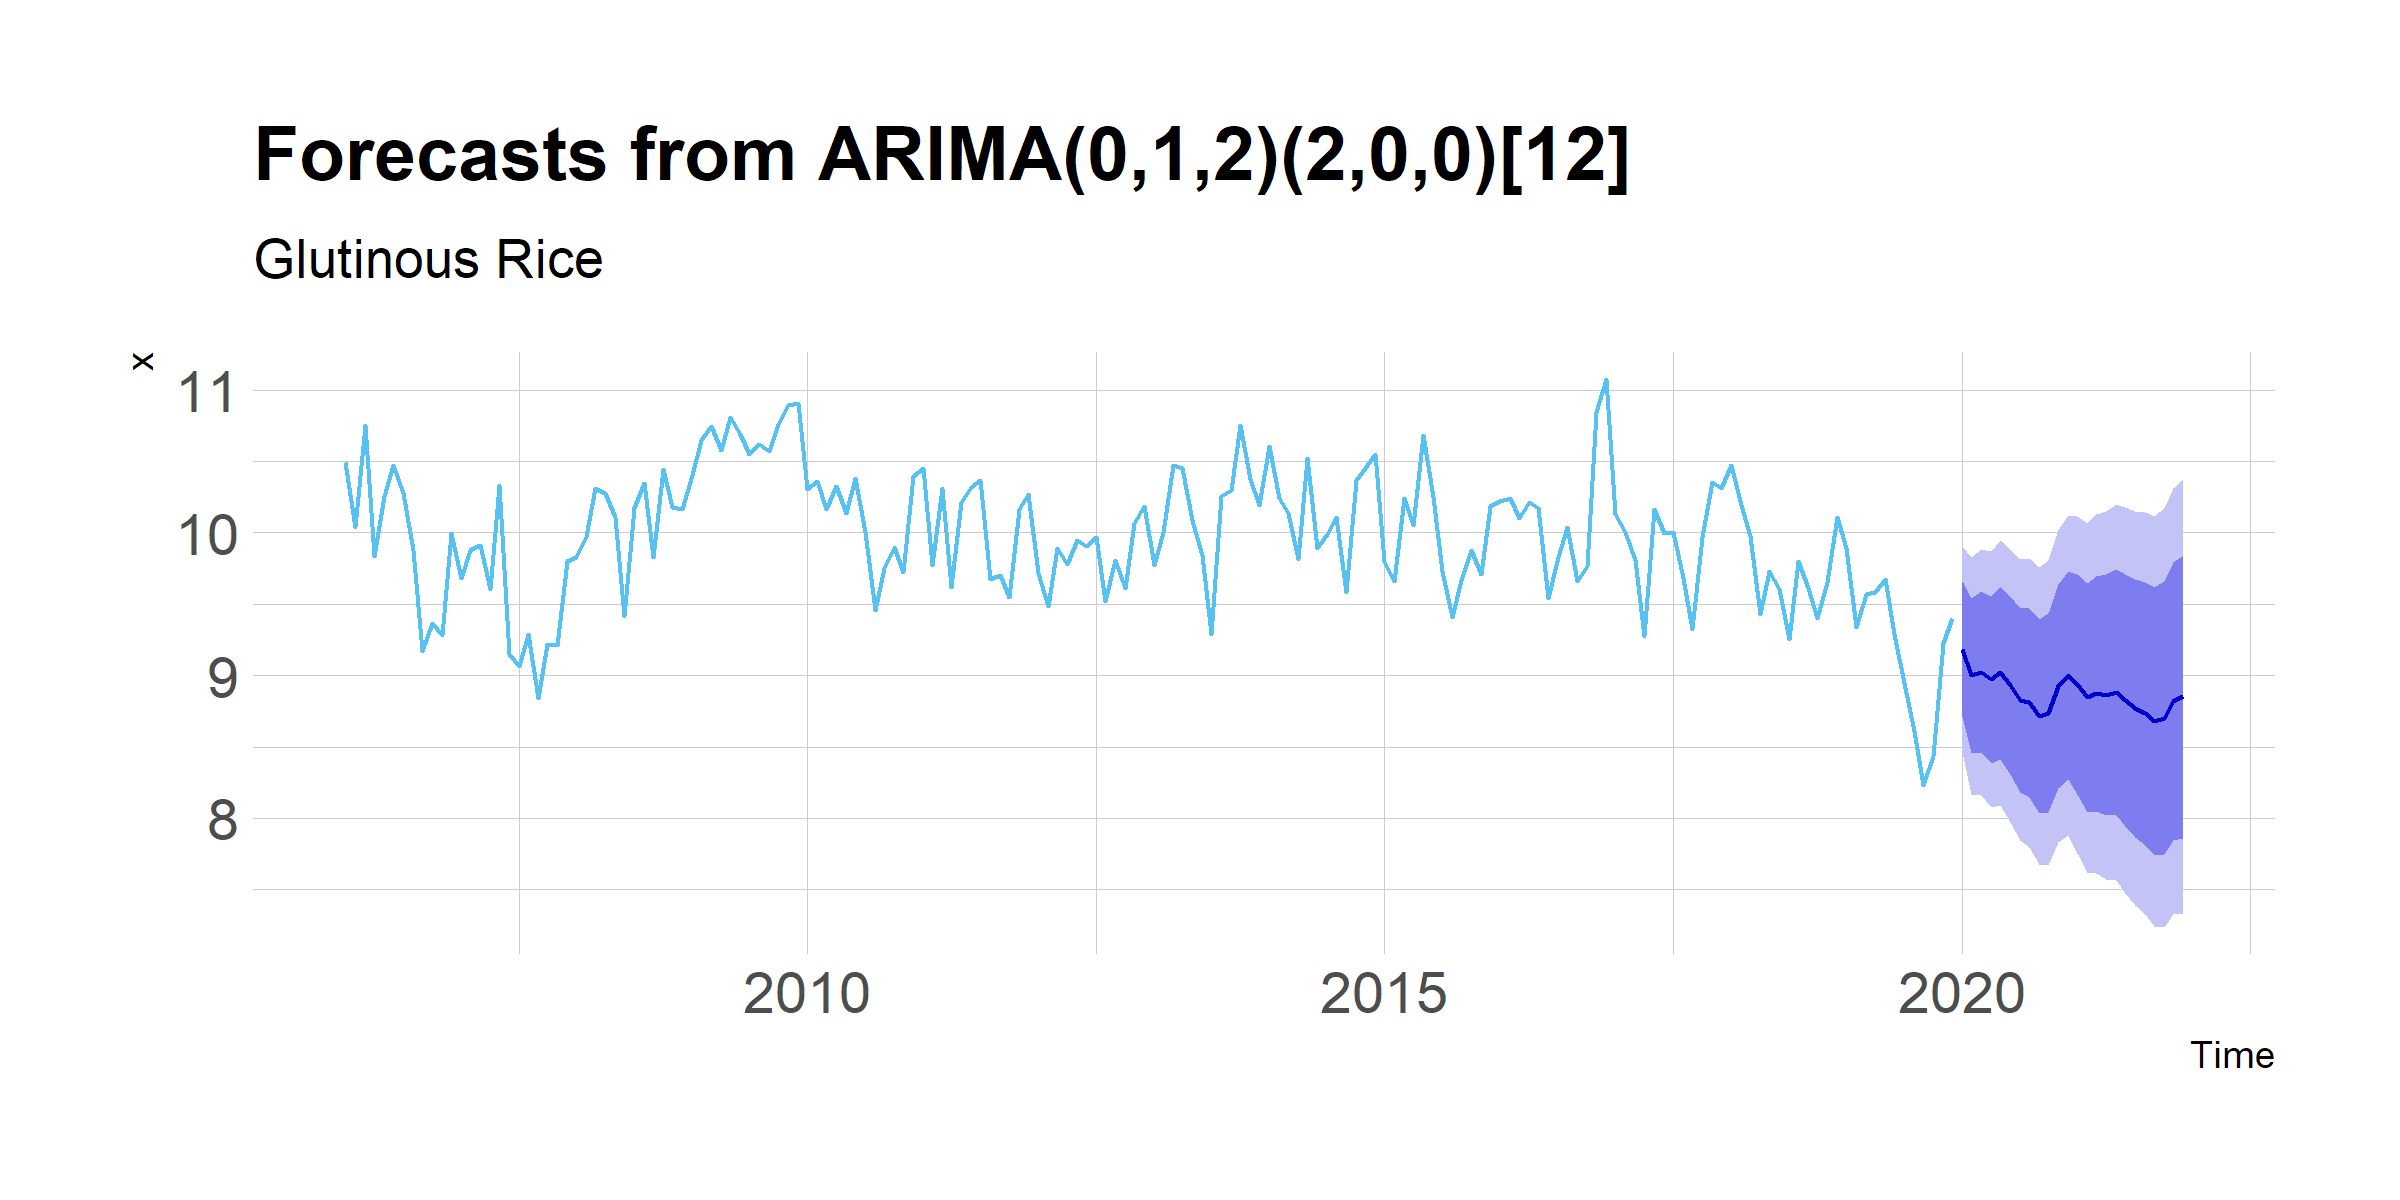 Forecasts from ARIMA(0,1,2)(2,0,0)[12]
Glutinous Rice
x
11
10
9
8
2010 2015 2020
Time